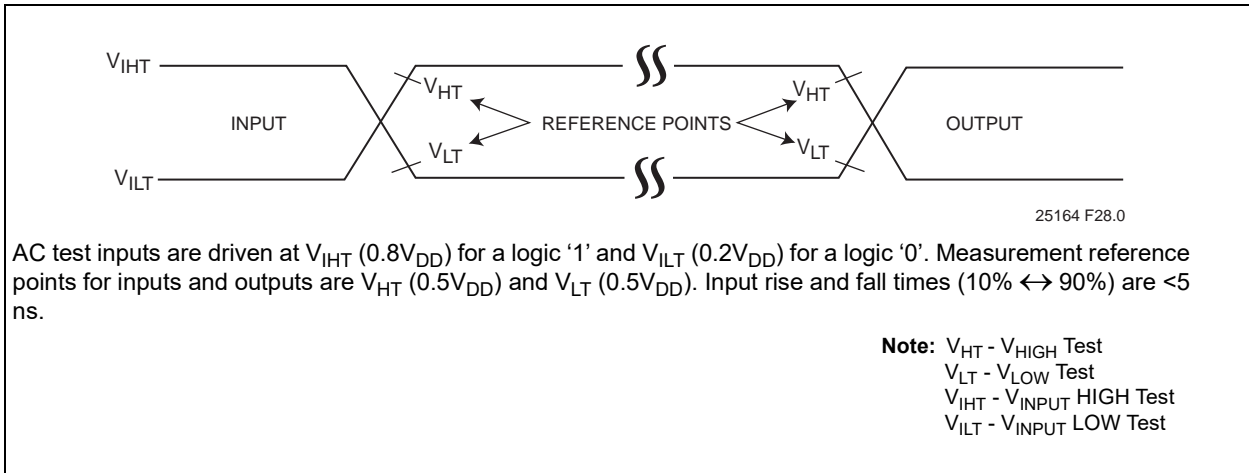 V_IHT
V_HT
V_HT
INPUT
REFERENCE POINTS
OUTPUT
V_LT
V_LT
V_ILT
25164 F28.0
AC test inputs are driven at V_IHT (0.8V_DD) for a logic ‘1’ and V_ILT (0.2V_DD) for a logic ‘0’. Measurement reference
points for inputs and outputs are V_HT (0.5V_DD) and V_LT (0.5V_DD). Input rise and fall times (10% ↔ 90%) are <5
ns.
Note: V_HT - V_HIGH Test
V_LT - V_LOW Test
V_IHT - V_INPUT HIGH Test
V_ILT - V_INPUT LOW Test